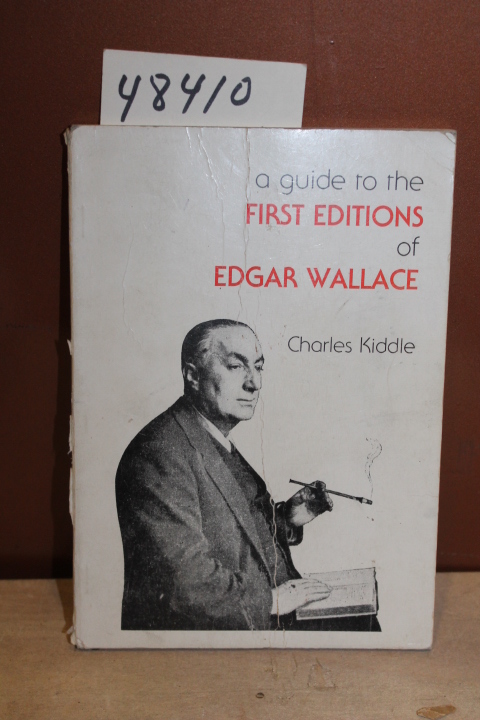 48410
a guide to the
FIRST EDITIONS
of
EDGAR WALLACE
Charles Kiddle